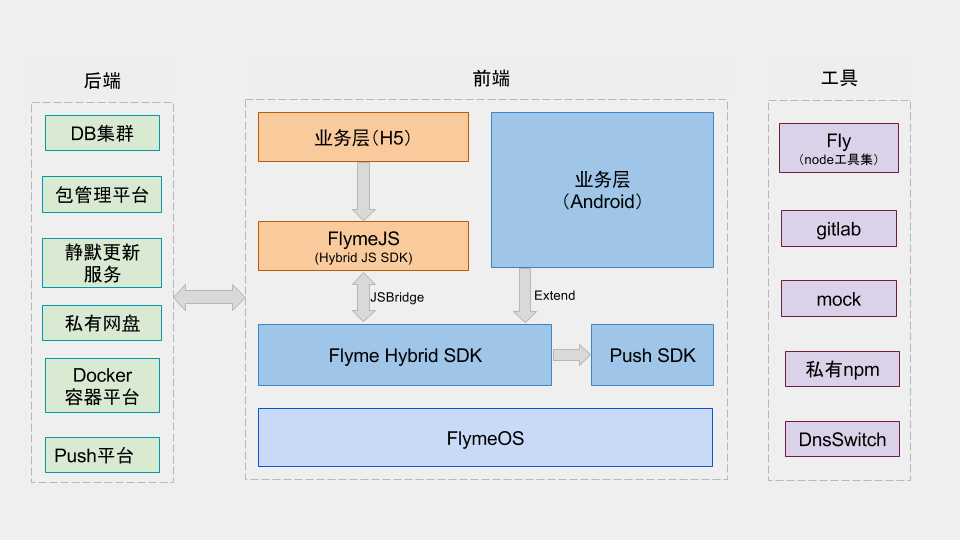 后端
DB集群
包管理平台
静默更新
服务
私有网盘
Docker
容器平台
Push平台
前端
业务层（H5）
业务层
（Android）
FlymeJS
(Hybrid JS SDK)
JSBridge
Extend
Flyme Hybrid SDK
Push SDK
FlymeOS
工具
Fly
（node工具集）
gitlab
mock
私有npm
DnsSwitch